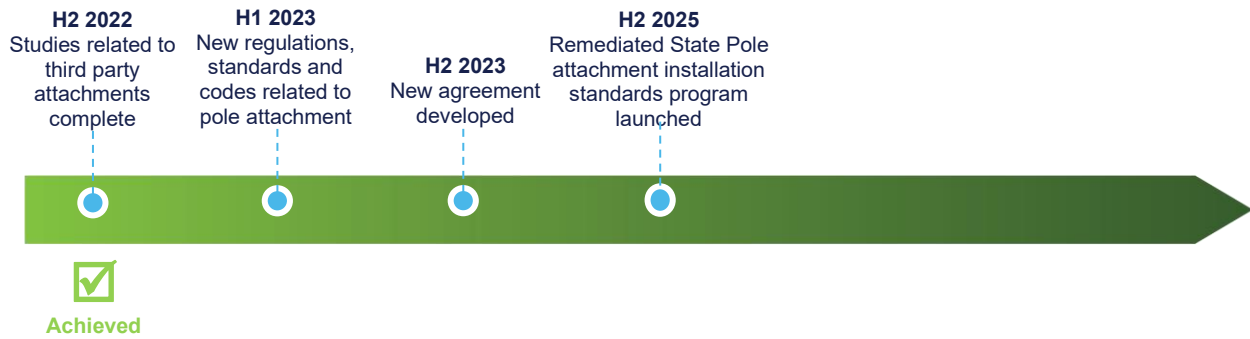 H2 2022
Studies related to
third party
attachments
complete
H1 2023
New regulations,
standards and
codes related to
pole attachment
H2 2023
New agreement
developed
H2 2025
Remediated State Pole
attachment installation
standards program
launched
Achieved